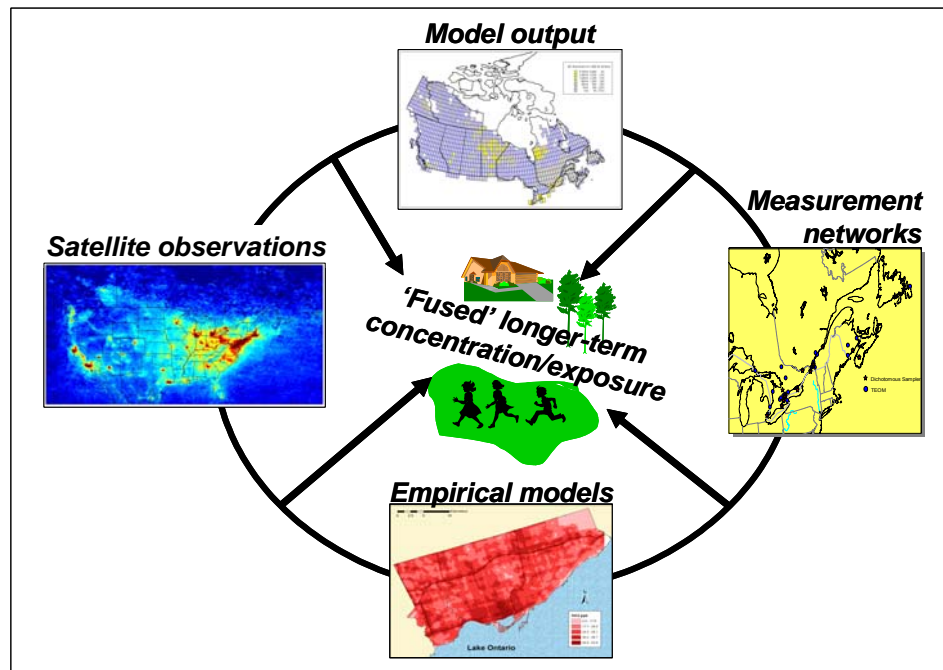 Model output
Measurement
networks
Satellite observations
‘Fused’ longer-term
concentration/exposure
Dichotomous Sampler
TEOM
Empirical models
Lake Ontario